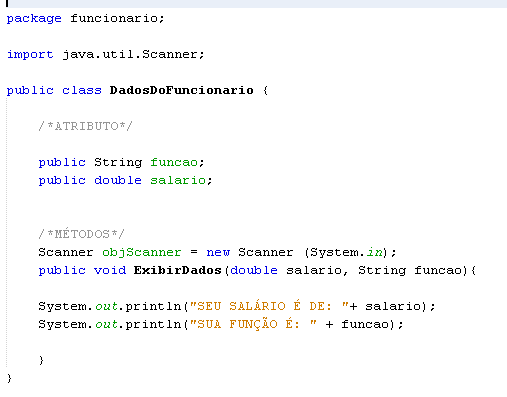 package funcionario;
import java.util.Scanner;
public class DadosDoFuncionario {
/*ATRIBUTO*/
public String funcao;
public double salario;
/*MÉTODOS*/
Scanner objScanner = new Scanner (System.in);
public void ExibirDados(double salario, String funcao){
System.out.println("SEU SALÁRIO É DE: "+ salario);
System.out.println("SUA FUNÇÃO É: " + funcao);
}
}